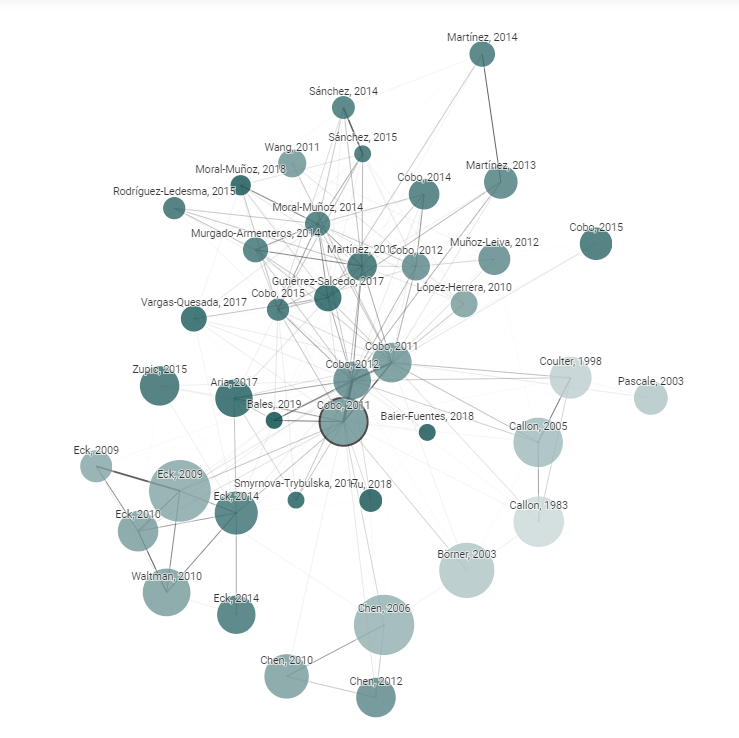 Martínez, 2014
Sánchez, 2014
Sánchez, 2015
Wang, 2011
Martínez, 2013
Moral-Muñoz, 2018
Cobo, 2014
Rodríguez-Ledesma, 2015
Moral-Muñoz, 2014
Cobo, 2015
Murgado-Armenteros, 2014
Muñoz-Leiva, 2012
Martínez, 201
Cobo, 2012
Gutiérrez-Salcedo, 2017
López-Herrera, 2010
Cobo, 2015
Vargas-Quesada, 2017
Cobo, 2011
Coulter, 1998
Cobo, 2012
Zupic, 2015
Aria, 2017
Pascale, 2003
Bales, 2019
Cobo, 2011
Baier-Fuentes, 2018
Callon, 2005
Eck, 2009
Eck, 2009
Smyrnova-Trybulska, 201
2018
Eck, 2014
Callon, 1983
Eck, 2010
Börner, 2003
Waltman, 2010
Eck, 2014
Chen, 2006
Chen, 2010
Chen, 2012